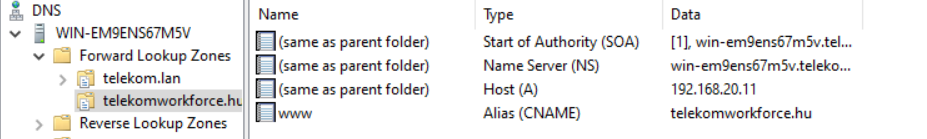 DNS
WIN-EM9ENS67M5V
Forward Lookup Zones
telekom.lan
telekomworkforce.hu
Reverse Lookup Zones
Name Type Data
(same as parent folder) Start of Authority (SOA) [1], win-em9ens67m5v.tel...
(same as parent folder) Name Server (NS) win-em9ens67m5v.teleko...
(same as parent folder) Host (A) 192.168.20.11
www Alias (CNAME) telekomworkforce.hu